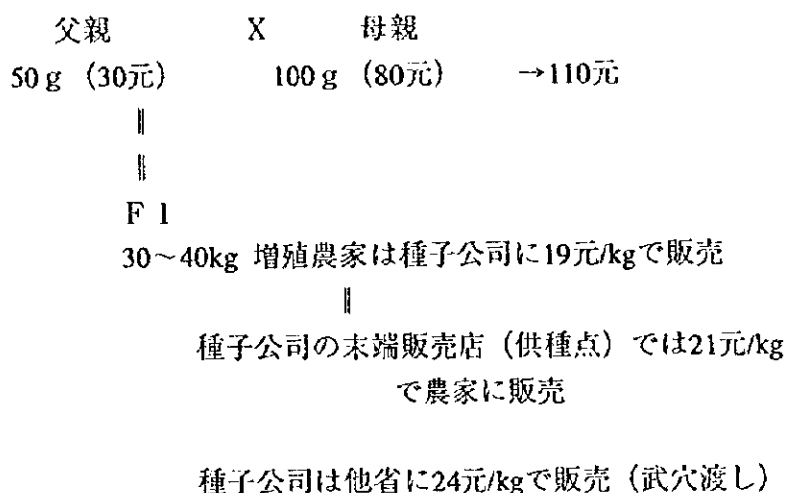 父親 X 母親
50g (30元) 100g (80元) →110元
‖
‖
F1
30～40kg 増殖農家は種子公司に19元/kgで販売
‖
種子公司の末端販売店（供種点）では21元/kg
で農家に販売
種子公司は他省に24元/kgで販売（武穴渡し）